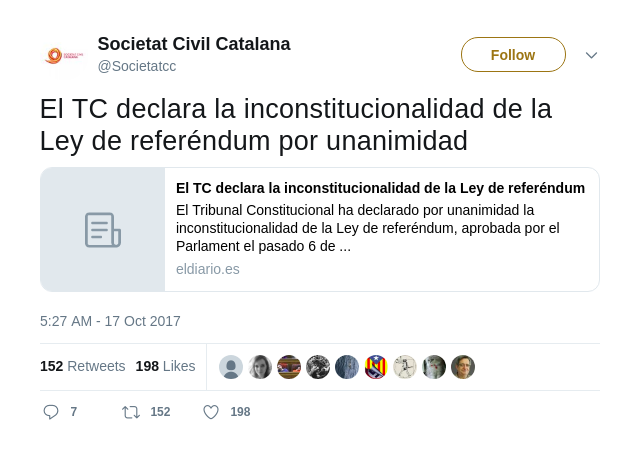 Societat Civil Catalana
@Societatcc
Follow
El TC declara la inconstitucionalidad de la
Ley de referéndum por unanimidad
El TC declara la inconstitucionalidad de la Ley de referéndum
El Tribunal Constitucional ha declarado por unanimidad la
inconstitucionalidad de la Ley de referéndum, aprobada por el
Parlament el pasado 6 de ...
eldiario.es
5:27 AM - 17 Oct 2017
152 Retweets 198 Likes
7 152 198